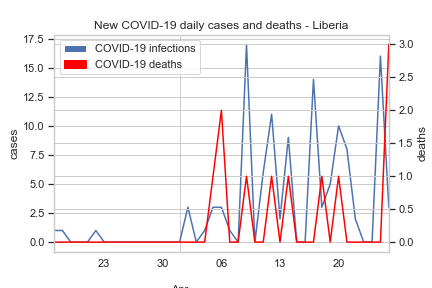 New COVID-19 daily cases and deaths - Liberia
COVID-19 infections
COVID-19 deaths
17.5
15.0
12.5
10.0
7.5
5.0
2.5
0.0
cases
3.0
2.5
2.0
1.5
1.0
0.5
0.0
deaths
23 30 06 13 20
Apr